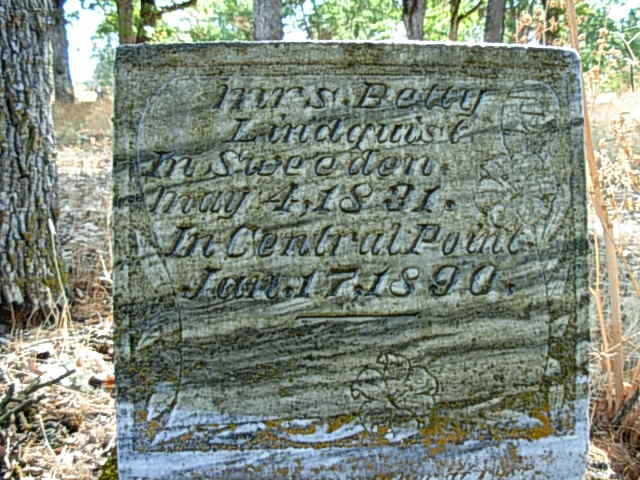 Mrs. Betty
Lindquist
In Sweeden.
May 4, 1831.
In Central Point.
Jan. 17, 1890.